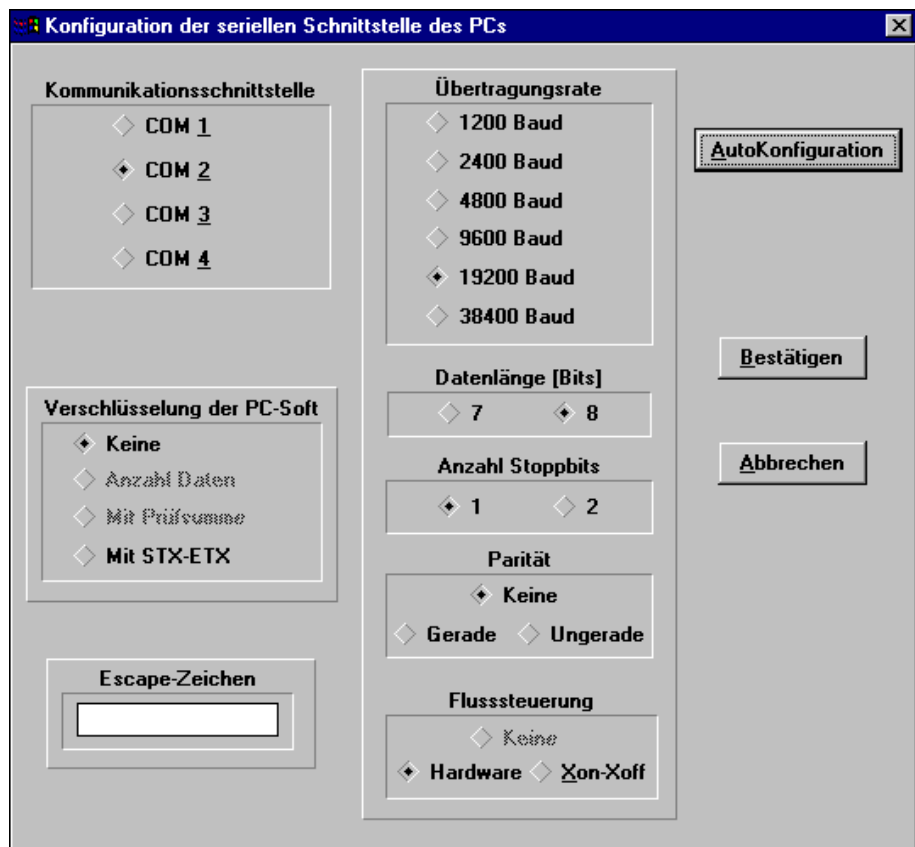 Konfiguration der seriellen Schnittstelle des PCs
Kommunikationsschnittstelle
COM 1
COM 2
COM 3
COM 4
Verschlüsselung der PC-Soft
Keine
Anzahl Daten
Mit Prüfsumme
Mit STX-ETX
Escape-Zeichen
Übertragungsrate
1200 Baud
2400 Baud
4800 Baud
9600 Baud
19200 Baud
38400 Baud
Datenlänge [Bits]
7 8
Anzahl Stoppbits
1 2
Parität
Keine
Gerade Ungerade
Flusssteuerung
Keine
Hardware Xon-Xoff
AutoKonfiguration
Bestätigen
Abbrechen